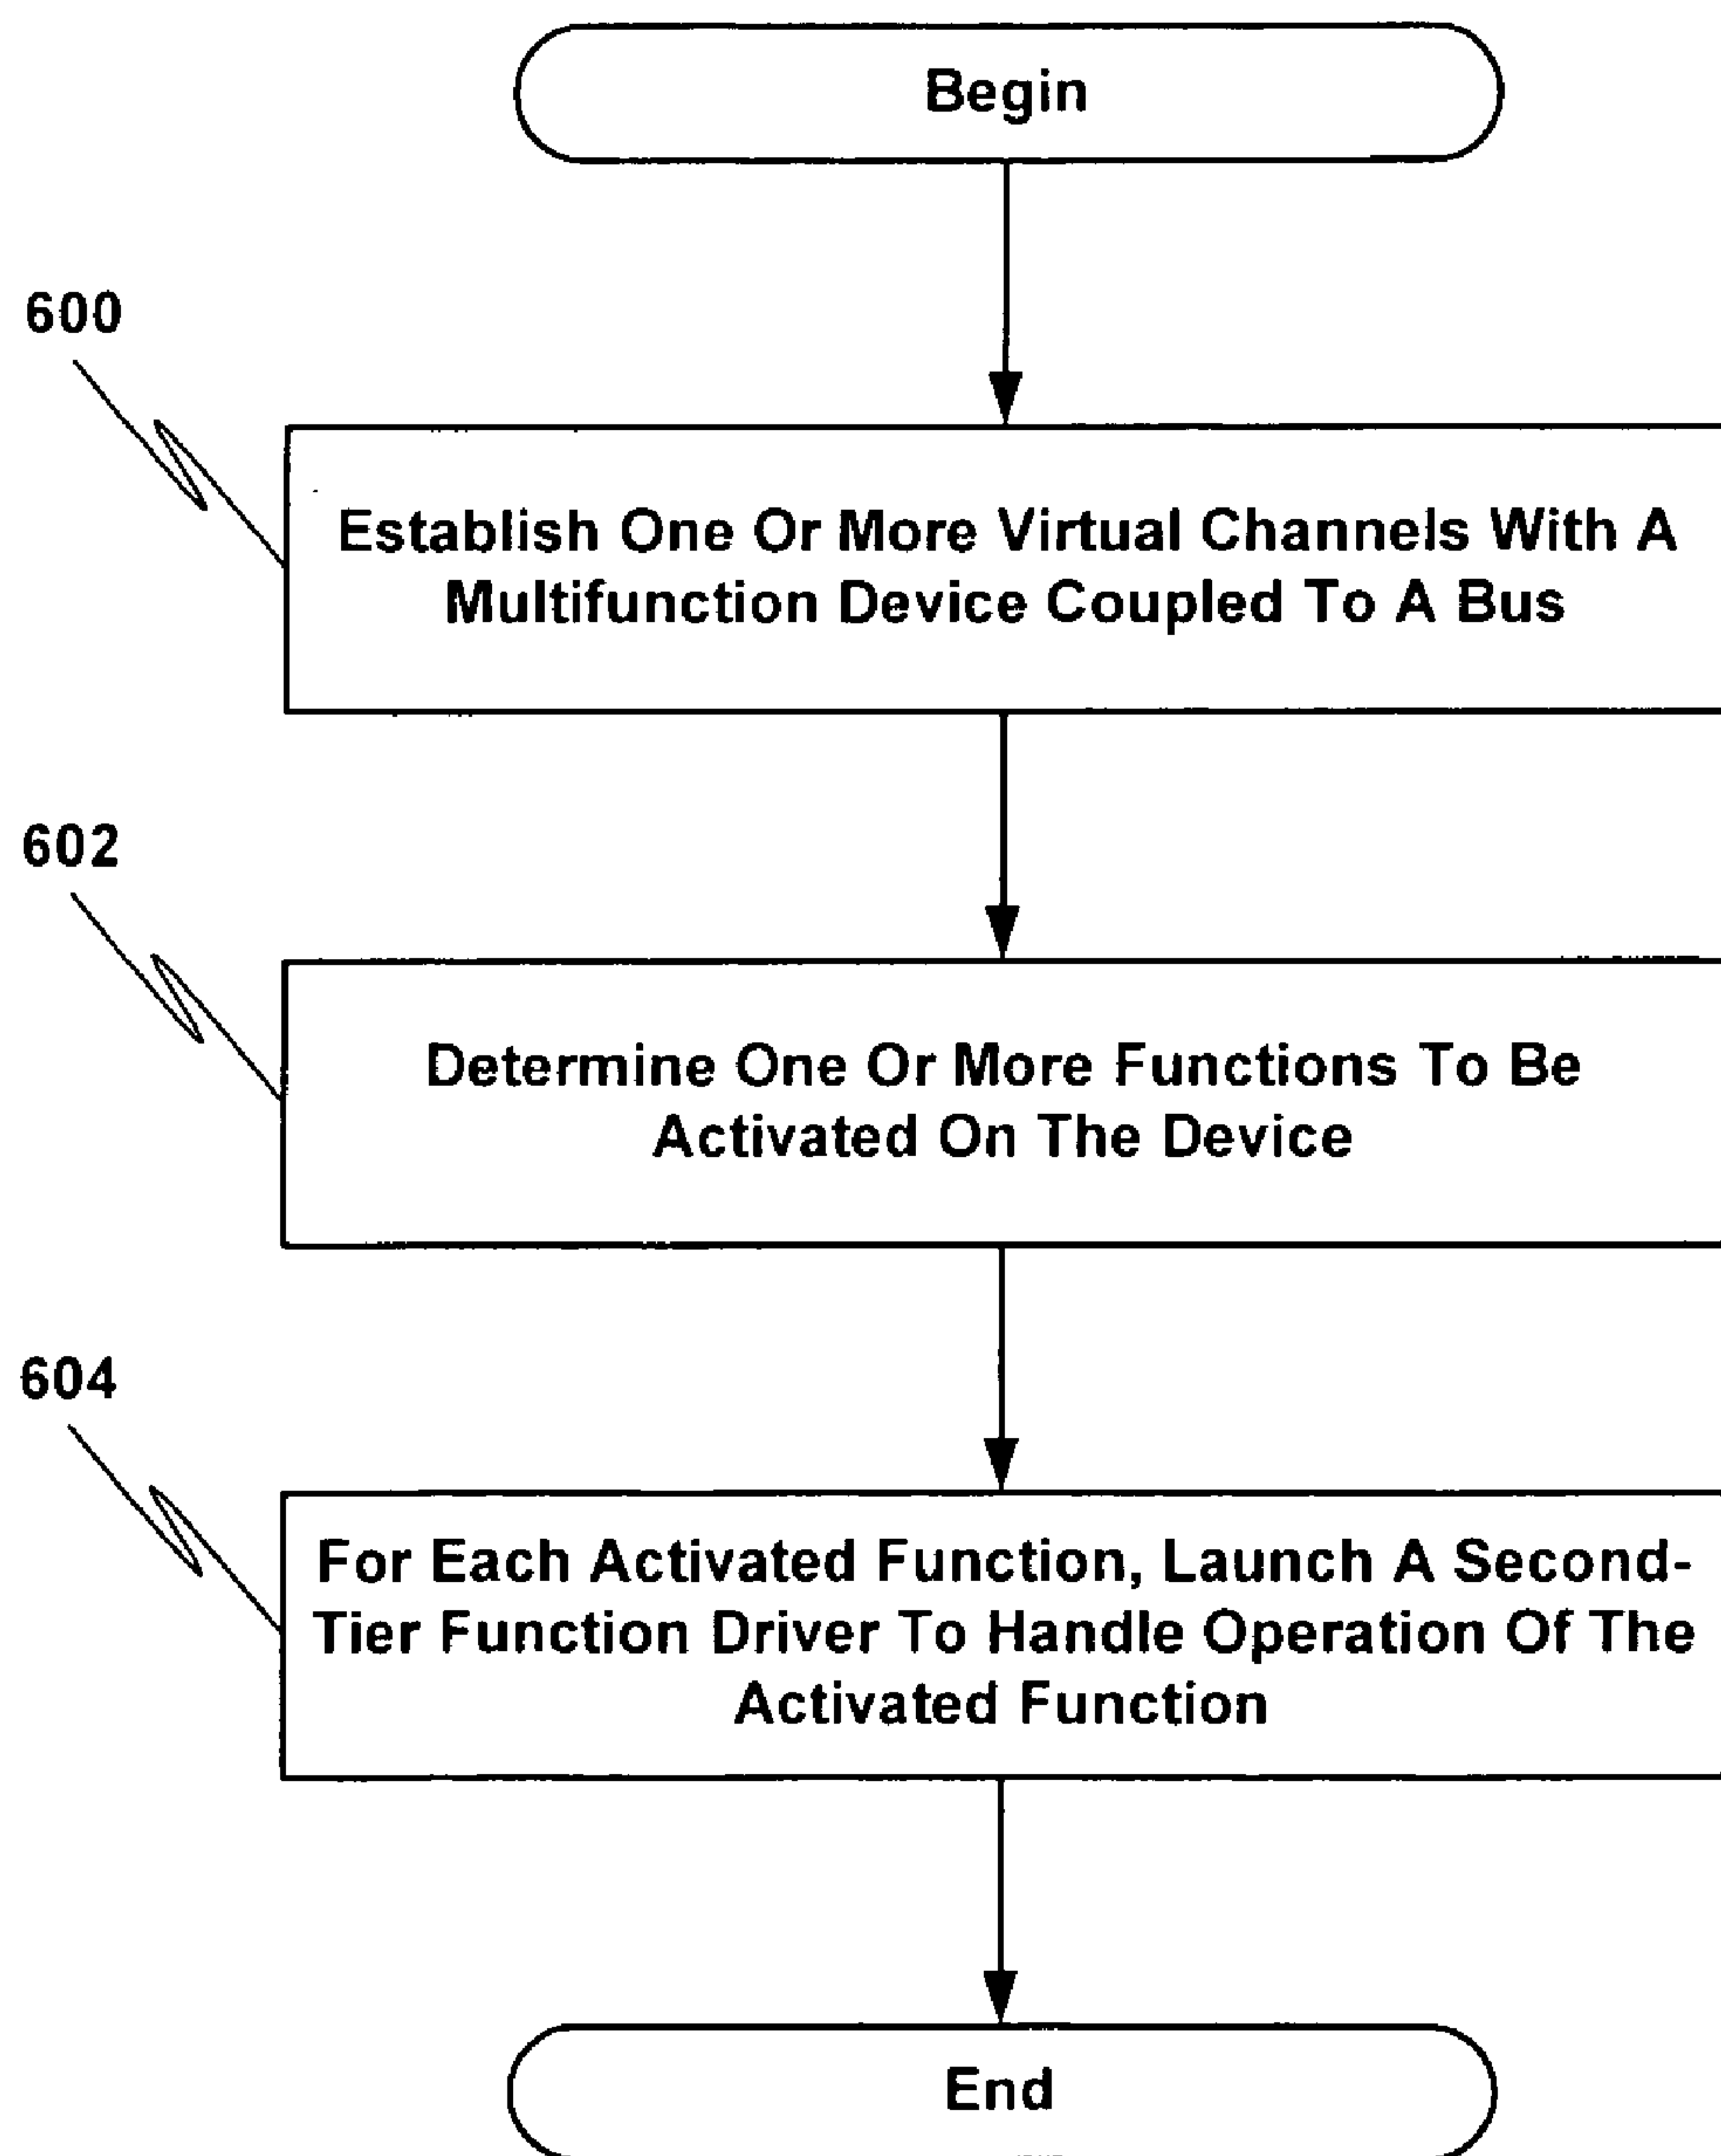 Begin
600
Establish One Or More Virtual Channels With A
Multifunction Device Coupled To A Bus
602
Determine One Or More Functions To Be
Activated On The Device
604
For Each Activated Function, Launch A Second-
Tier Function Driver To Handle Operation Of The
Activated Function
End